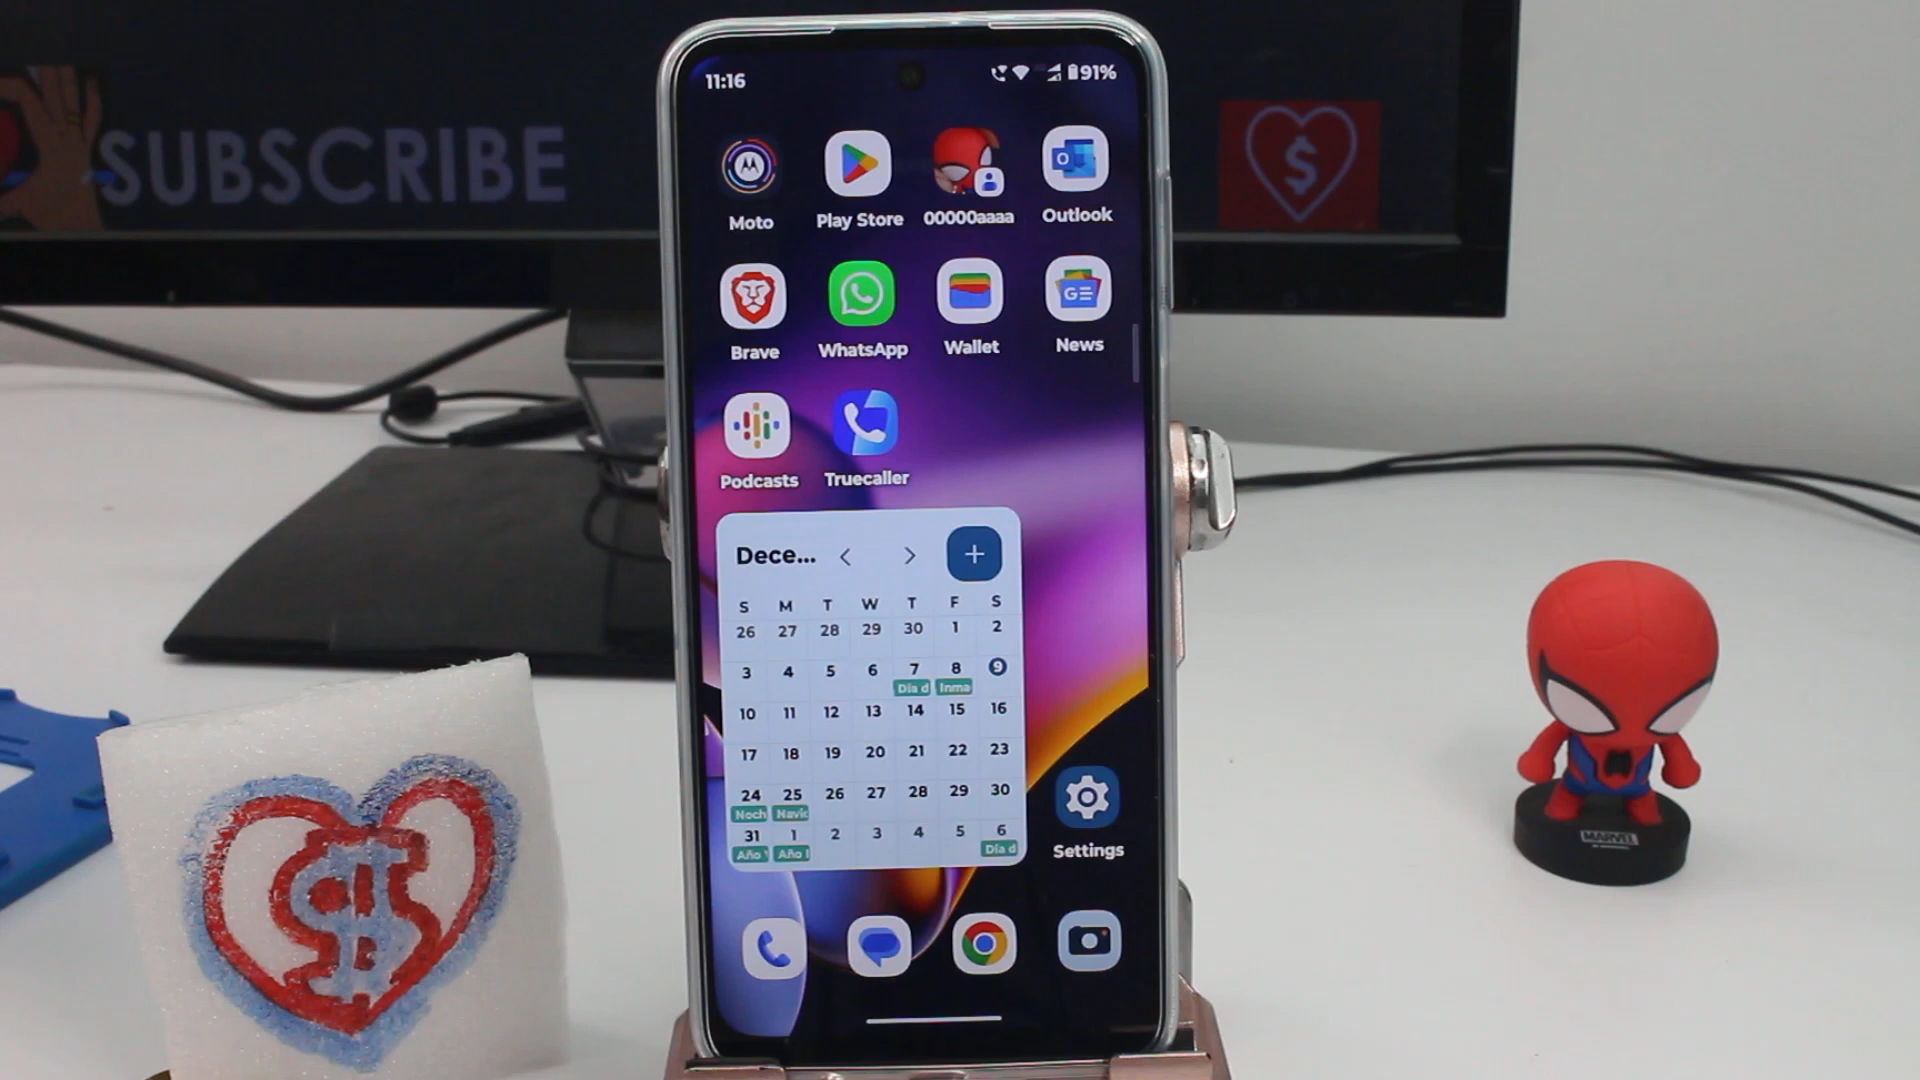 SUBSCRIBE
$
11:16
91%
Moto
Play Store
00000aaaa
Outlook
Brave
WhatsApp
Wallet
GE
News
Podcasts
Truecaller
Dece...
S M T W T F S
26 27 28 29 30 1 2
3 4 5 6 7 8 9
Día d Inma
10 11 12 13 14 15 16
17 18 19 20 21 22 23
24 25 26 27 28 29 30
Noch Navid
31 1 2 3 4 5 6
Año Año Día d
Settings
MARVEL
$